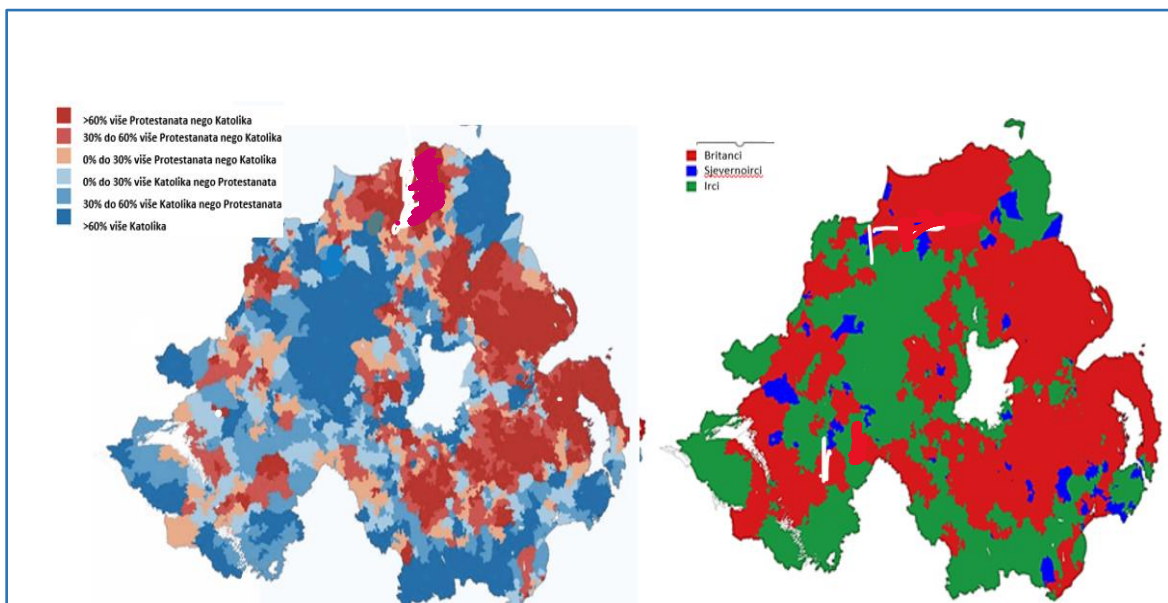 >60% više Protestanata nego Katolika
30% do 60% više Protestanata nego Katolika
0% do 30% više Protestanata nego Katolika
0% do 30% više Katolika nego Protestanata
30% do 60% više Katolika nego Protestanata
>60% više Katolika
Britanci
Sjevernoirci
Irci